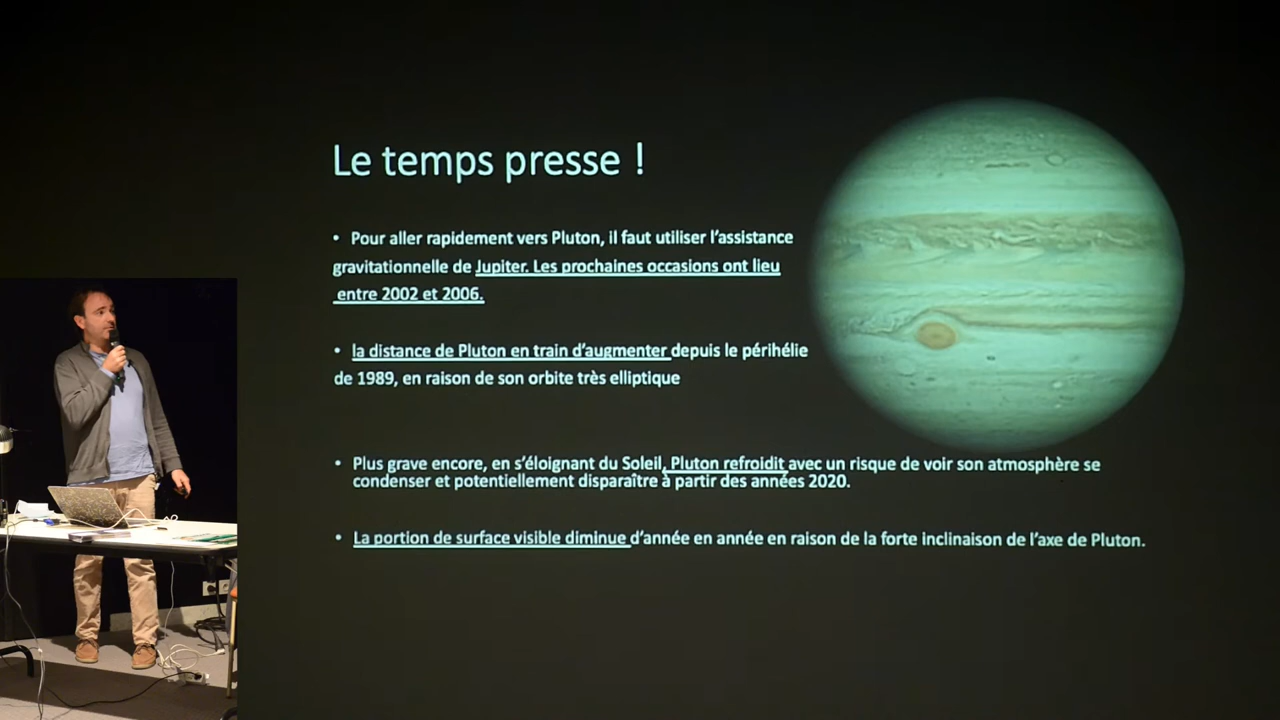 Le temps presse !
• Pour aller rapidement vers Pluton, il faut utiliser l'assistance
gravitationnelle de Jupiter. Les prochaines occasions ont lieu
entre 2002 et 2006.
• la distance de Pluton en train d'augmenter depuis le périhélie
de 1989, en raison de son orbite très elliptique
• Plus grave encore, en s'éloignant du Soleil, Pluton refroidit avec un risque de voir son atmosphère se
condenser et potentiellement disparaître à partir des années 2020.
• La portion de surface visible diminue d'année en année en raison de la forte inclinaison de l'axe de Pluton.